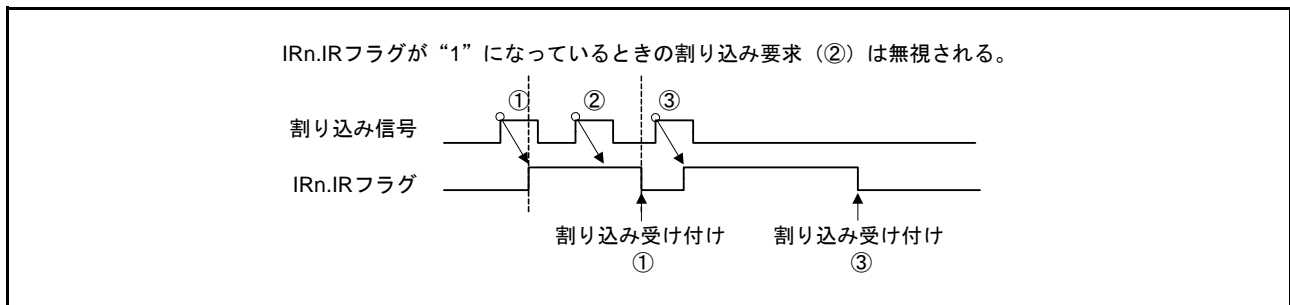 IRn.IRフラグが“1”になっているときの割り込み要求（②）は無視される。
① ② ③
割り込み信号
IRn.IRフラグ
割り込み受け付け 割り込み受け付け
① ③